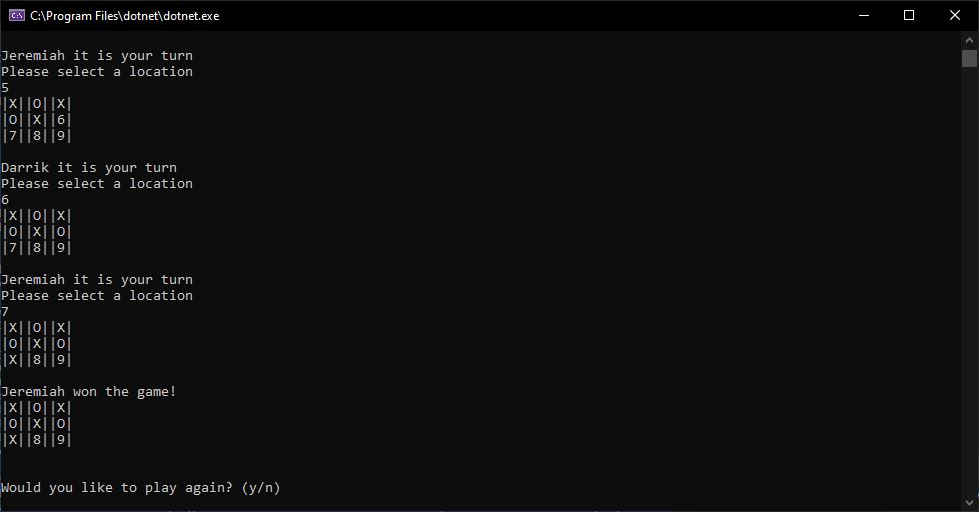 C:\Program Files\dotnet\dotnet.exe
Jeremiah it is your turn
Please select a location
5
|X||O||X|
|O||X||6|
|7||8||9|
Darrik it is your turn
Please select a location
6
|X||O||X|
|O||X||O|
|7||8||9|
Jeremiah it is your turn
Please select a location
7
|X||O||X|
|O||X||O|
|X||8||9|
Jeremiah won the game!
|X||O||X|
|O||X||O|
|X||8||9|
Would you like to play again? (y/n)